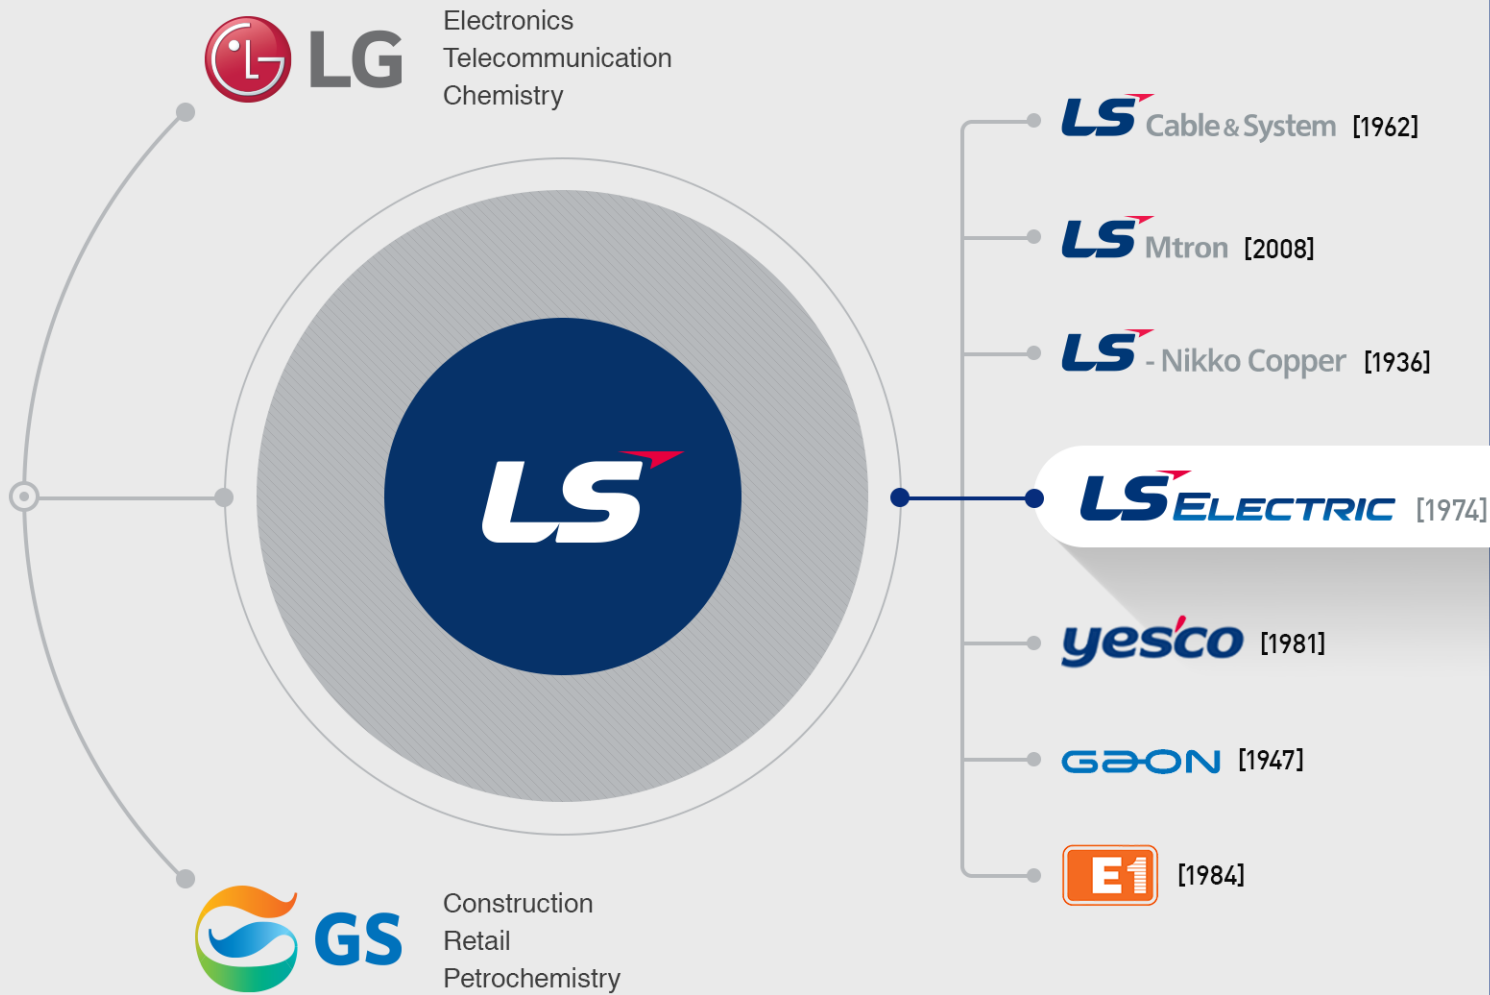 LG
Electronics
Telecommunication
Chemistry
LS
GS
Construction
Retail
Petrochemistry
LS Cable & System [1962]
LS Mtron [2008]
LS - Nikko Copper [1936]
LS ELECTRIC [1974]
yesco [1981]
GAON [1947]
E1 [1984]